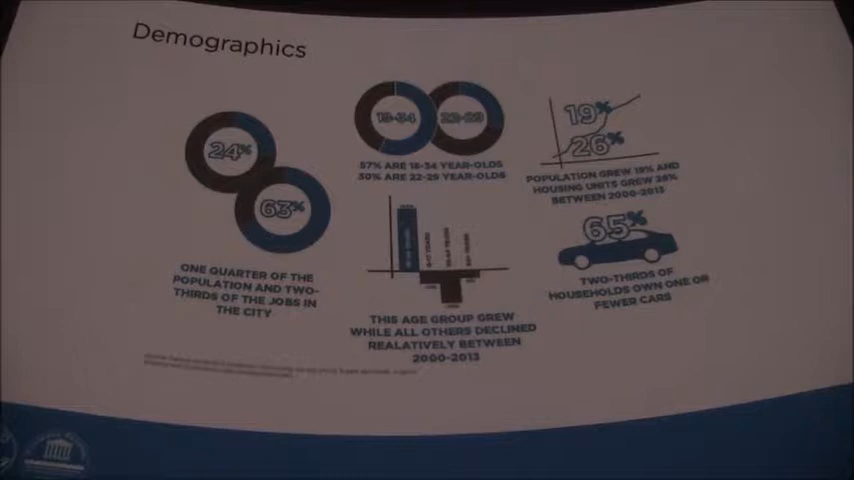 Demographics
24%
63%
ONE QUARTER OF THE
POPULATION AND TWO-
THIRDS OF THE JOBS IN
THE CITY
18-34
22-29
57% ARE 18-34 YEAR-OLDS
30% ARE 22-29 YEAR-OLDS
THIS AGE GROUP GREW
WHILE ALL OTHERS DECLINED
REALATIVELY BETWEEN
2000-2013
19%
26%
POPULATION GREW 19% AND
HOUSING UNITS GREW 26%
BETWEEN 2000-2013
65%
TWO-THIRDS OF
HOUSEHOLDS OWN ONE OR
FEWER CARS